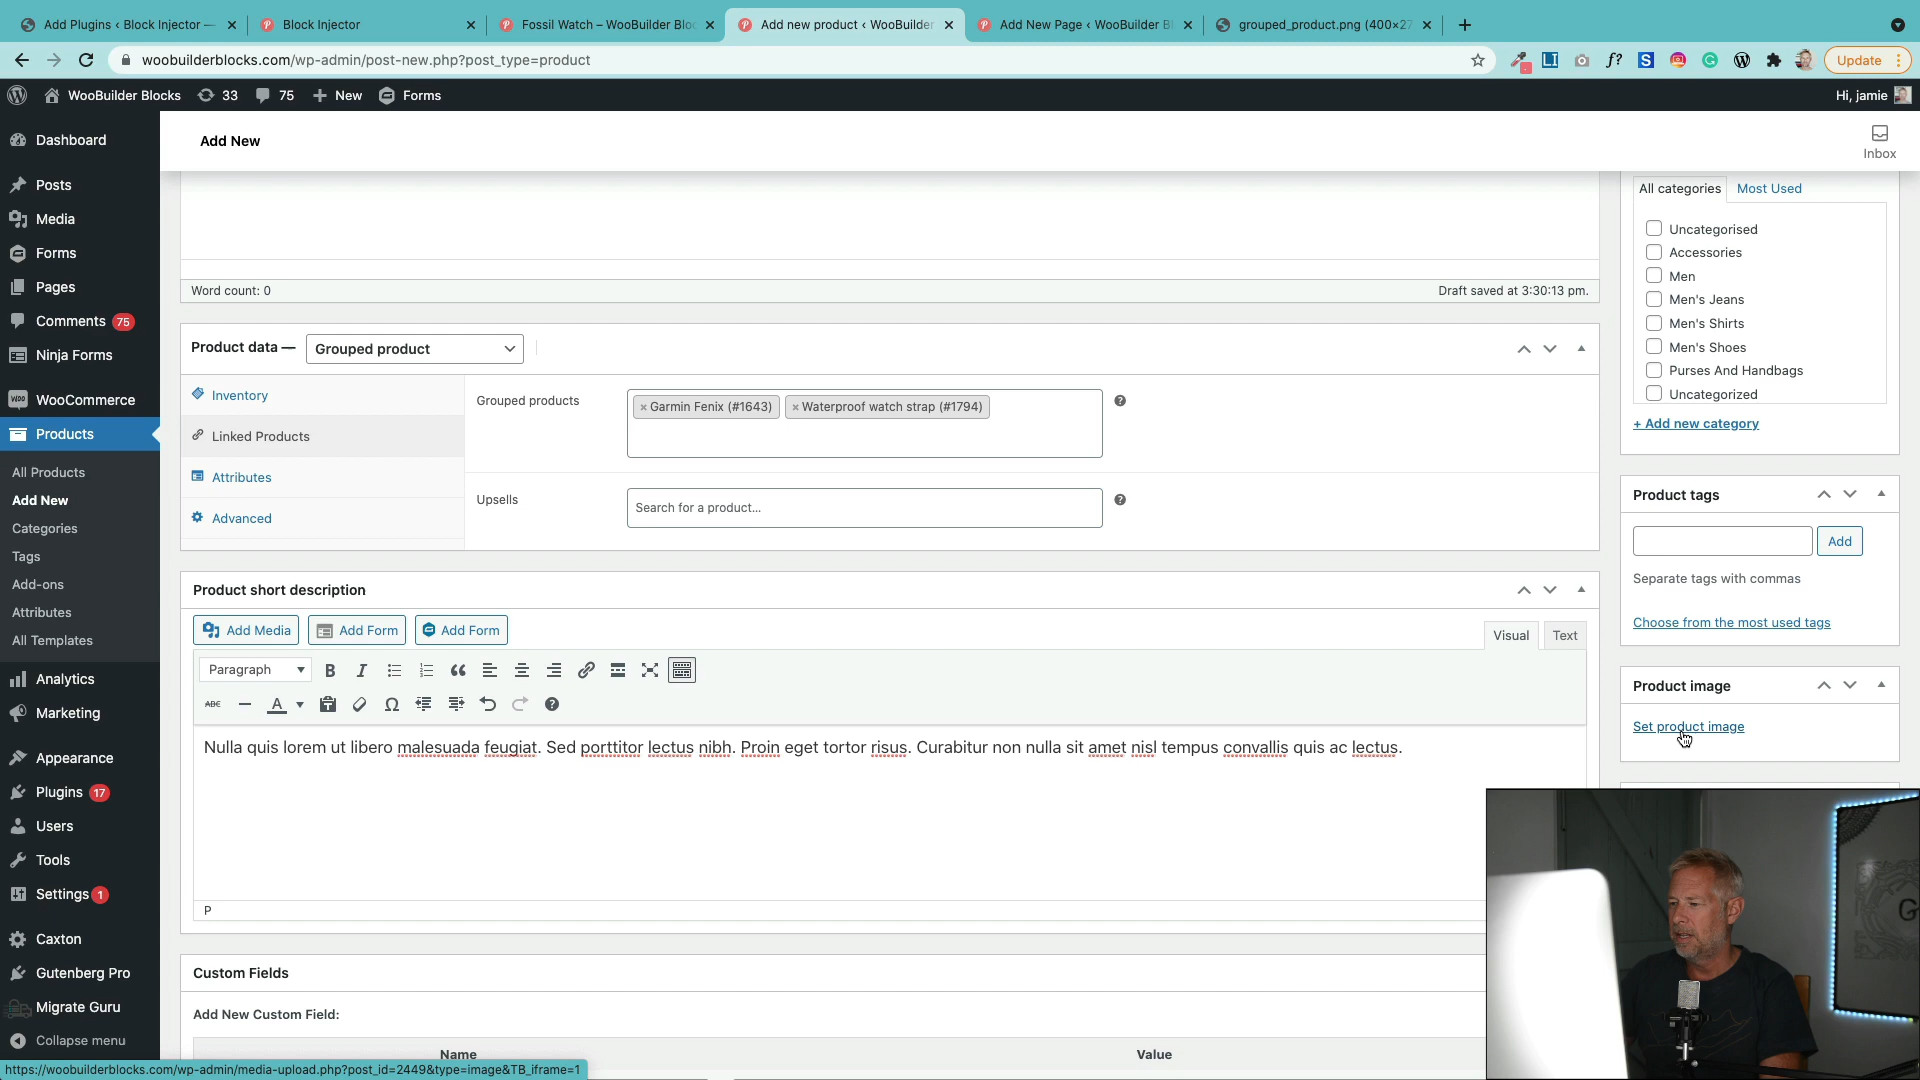 Add Plugins ‹ Block Injector —
Block Injector
Fossil Watch – WooBuilder Bloc
Add new product ‹ WooBuilder
Add New Page ‹ WooBuilder Bl
grouped_product.png (400×27
woobuilderblocks.com/wp-admin/post-new.php?post_type=product
f?
S
Update
WooBuilder Blocks
33
75
New
Forms
Hi, jamie
Dashboard
Posts
Media
Forms
Pages
Comments 75
Ninja Forms
WooCommerce
Products
All Products
Add New
Categories
Tags
Add-ons
Attributes
All Templates
Analytics
Marketing
Appearance
Plugins 17
Users
Tools
Settings 1
Caxton
Gutenberg Pro
Migrate Guru
Collapse menu
Add New
Inbox
Word count: 0
Draft saved at 3:30:13 pm.
Product data —
Grouped product
Inventory
Linked Products
Attributes
Advanced
Grouped products
× Garmin Fenix (#1643)
× Waterproof watch strap (#1794)
Upsells
Search for a product...
Product short description
Add Media
Add Form
Add Form
Visual
Text
Paragraph
B
I
ABC
A
Ω
Nulla quis lorem ut libero malesuada feugiat. Sed porttitor lectus nibh. Proin eget tortor risus. Curabitur non nulla sit amet nisl tempus convallis quis ac lectus.
P
Custom Fields
Add New Custom Field:
Name
Value
All categories
Most Used
Uncategorised
Accessories
Men
Men's Jeans
Men's Shirts
Men's Shoes
Purses And Handbags
Uncategorized
+ Add new category
Product tags
Add
Separate tags with commas
Choose from the most used tags
Product image
Set product image
https://woobuilderblocks.com/wp-admin/media-upload.php?post_id=2449&type=image&TB_iframe=1